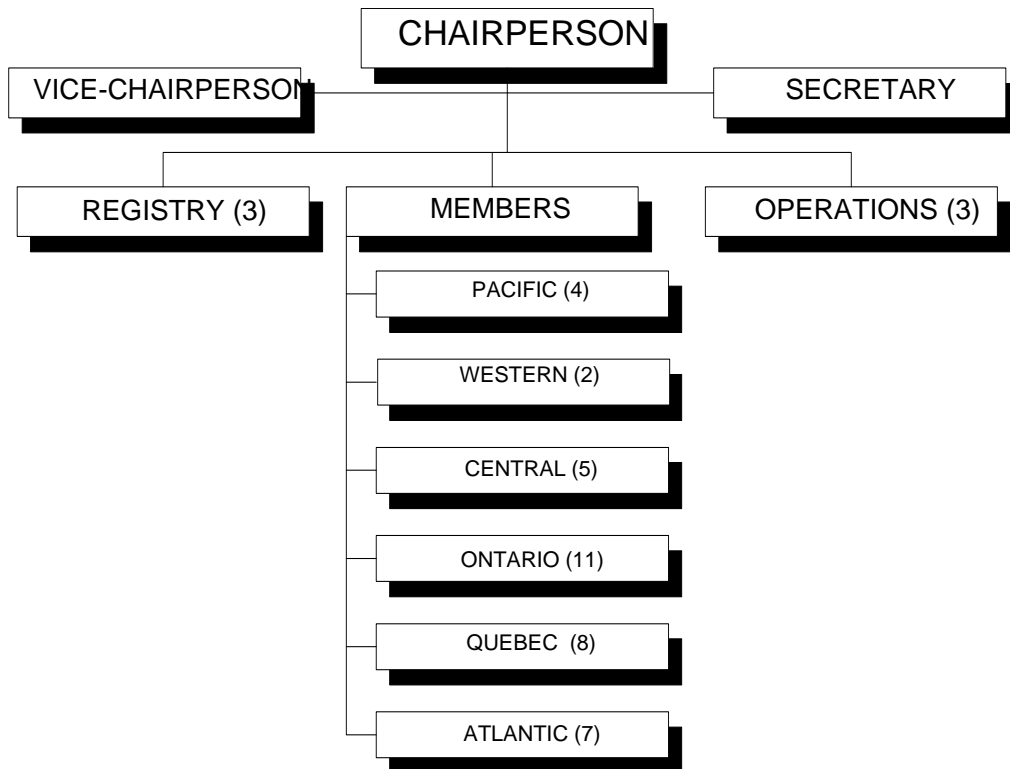 CHAIRPERSON
VICE-CHAIRPERSON
SECRETARY
REGISTRY (3)
MEMBERS
OPERATIONS (3)
PACIFIC (4)
WESTERN (2)
CENTRAL (5)
ONTARIO (11)
QUEBEC (8)
ATLANTIC (7)